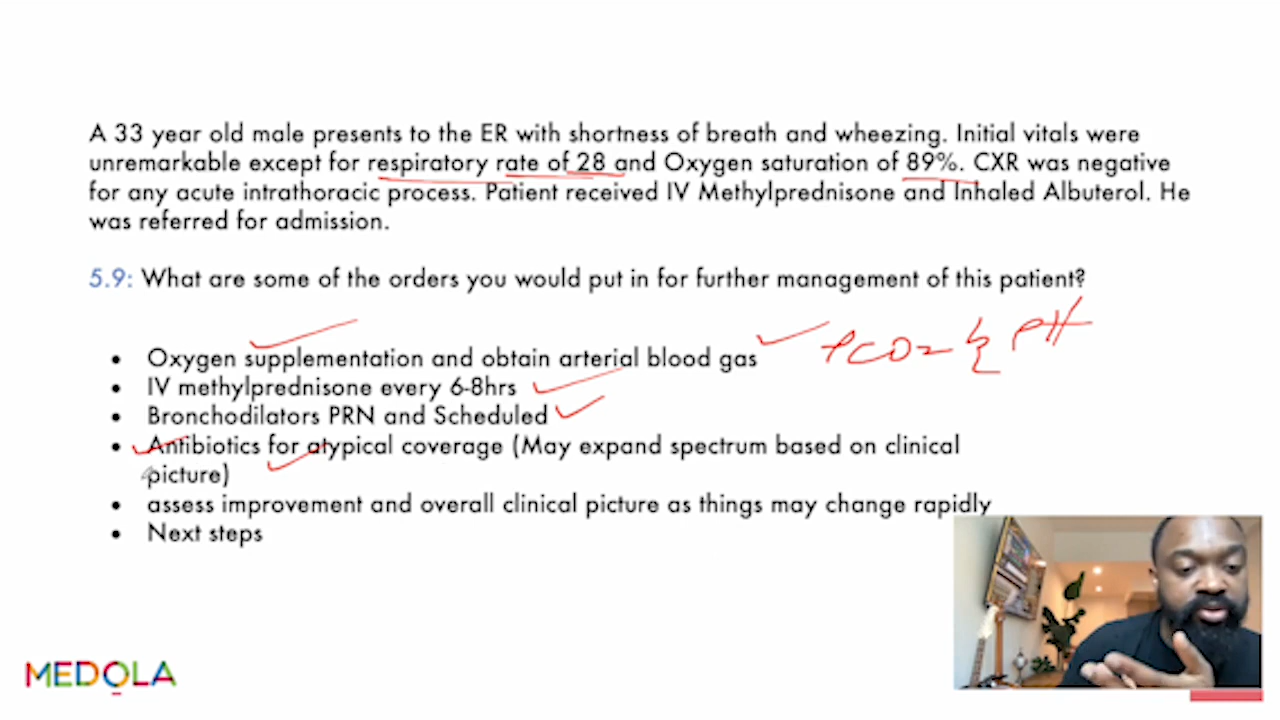 A 33 year old male presents to the ER with shortness of breath and wheezing. Initial vitals were
unremarkable except for respiratory rate of 28 and Oxygen saturation of 89%. CXR was negative
for any acute intrathoracic process. Patient received IV Methylprednisone and Inhaled Albuterol. He
was referred for admission.
5.9: What are some of the orders you would put in for further management of this patient?
• Oxygen supplementation and obtain arterial blood gas
PCO2 & PH
• IV methylprednisone every 6-8hrs
• Bronchodilators PRN and Scheduled
• Antibiotics for atypical coverage (May expand spectrum based on clinical
picture)
• assess improvement and overall clinical picture as things may change rapidly
• Next steps
MEDOLA